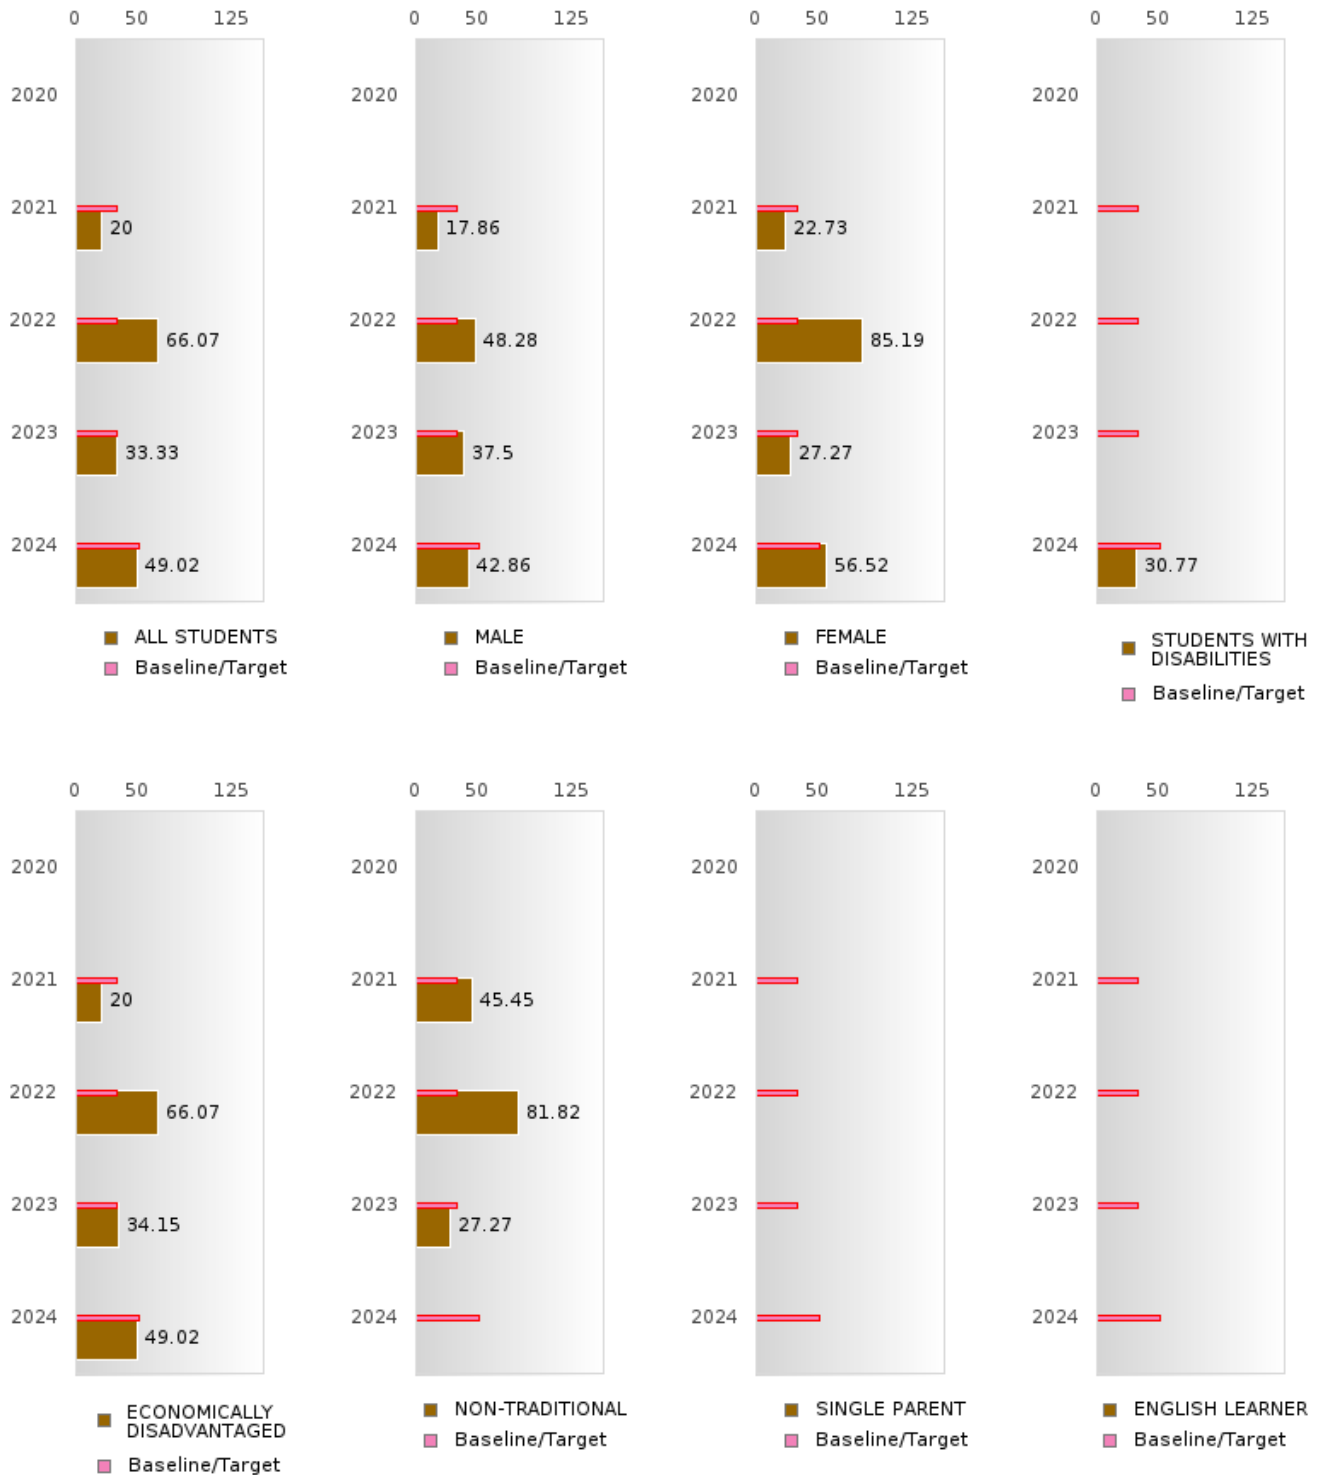 0 50 125
2020
2021
20
2022
66.07
2023
33.33
2024
49.02
ALL STUDENTS
Baseline/Target
0 50 125
2020
2021
17.86
2022
48.28
2023
37.5
2024
42.86
MALE
Baseline/Target
0 50 125
2020
2021
22.73
2022
85.19
2023
27.27
2024
56.52
FEMALE
Baseline/Target
0 50 125
2020
2021
2022
2023
2024
30.77
STUDENTS WITH
DISABILITIES
Baseline/Target
0 50 125
2020
2021
20
2022
66.07
2023
34.15
2024
49.02
ECONOMICALLY
DISADVANTAGED
Baseline/Target
0 50 125
2020
2021
45.45
2022
81.82
2023
27.27
2024
NON-TRADITIONAL
Baseline/Target
0 50 125
2020
2021
2022
2023
2024
SINGLE PARENT
Baseline/Target
0 50 125
2020
2021
2022
2023
2024
ENGLISH LEARNER
Baseline/Target